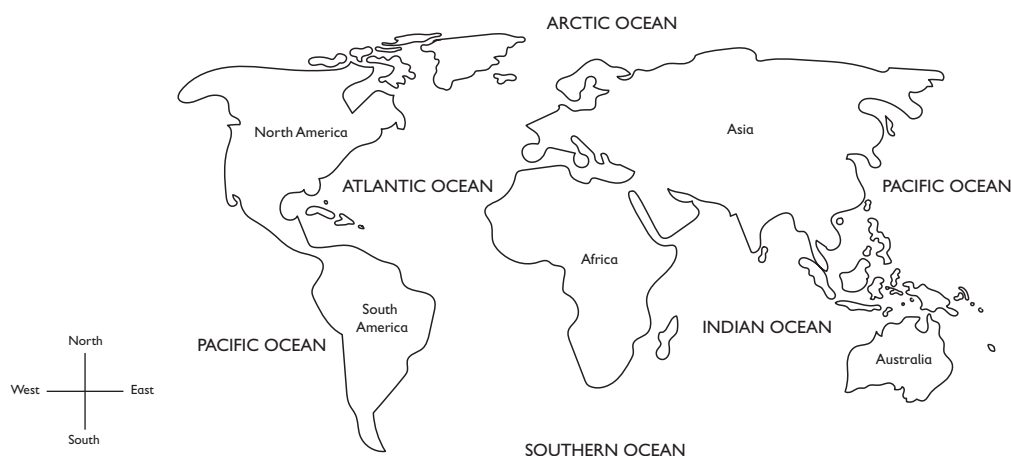 ARCTIC OCEAN
North America
Asia
ATLANTIC OCEAN
PACIFIC OCEAN
Africa
South
America
INDIAN OCEAN
PACIFIC OCEAN
Australia
North
West
East
South
SOUTHERN OCEAN